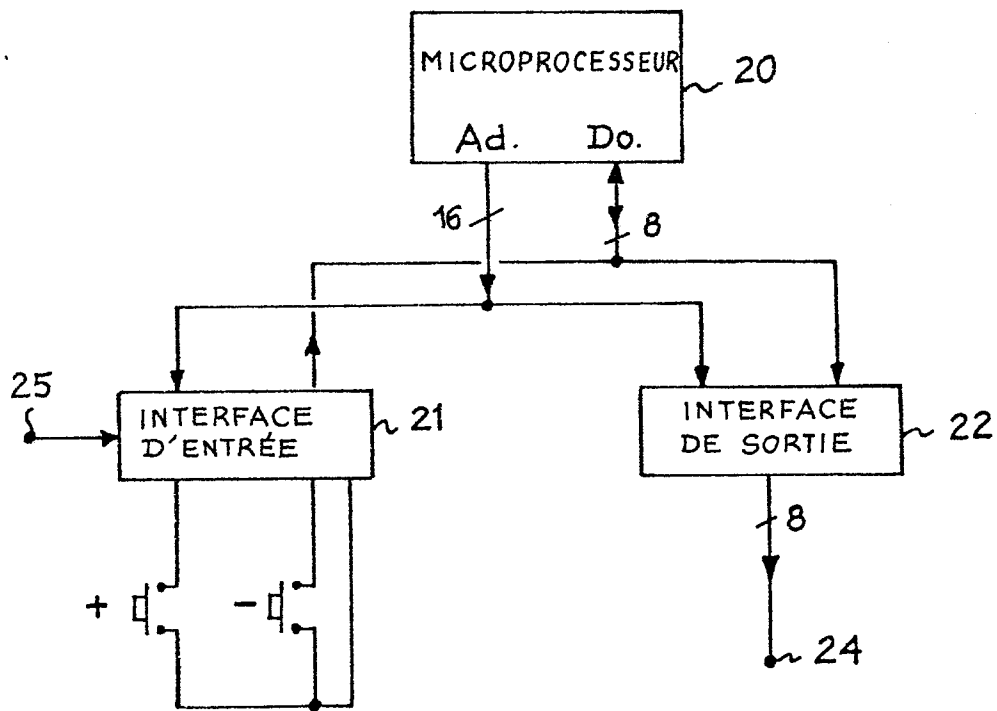 MICROPROCESSEUR
20
Ad. Do.
16
8
25
INTERFACE
D'ENTRÉE
21
INTERFACE
DE SORTIE
22
8
+
-
24